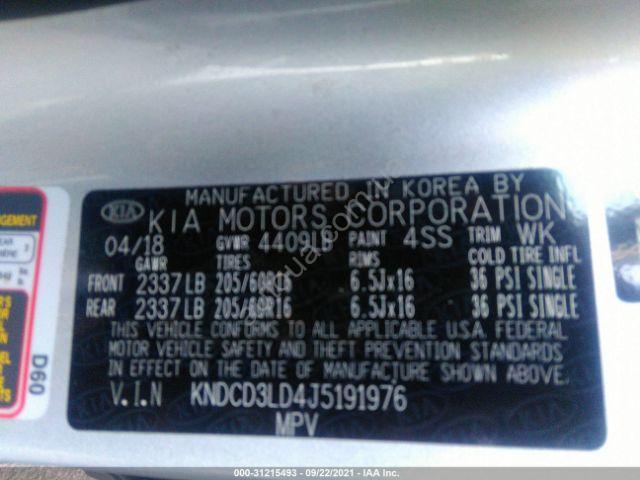 MANUFACTURED IN KOREA BY
KIA KIA MOTORS CORPORATION
04/18 GVWR 4409LB PAINT 4SS TRIM WK
GAWR TIRES RIMS COLD TIRE INFL
FRONT 2337LB 205/60R16 6.5Jx16 36 PSI SINGLE
REAR 2337LB 205/60R16 6.5Jx16 36 PSI SINGLE
THIS VEHICLE CONFORMS TO ALL APPLICABLE U.S.A. FEDERAL
MOTOR VEHICLE SAFETY AND THEFT PREVENTION STANDARDS
IN EFFECT ON THE DATE OF MANUFACTURE SHOWN ABOVE.
V.I.N KNDCD3LD4J5191976
MPV
D60
000-31215493 - 09/22/2021 - IAA Inc.